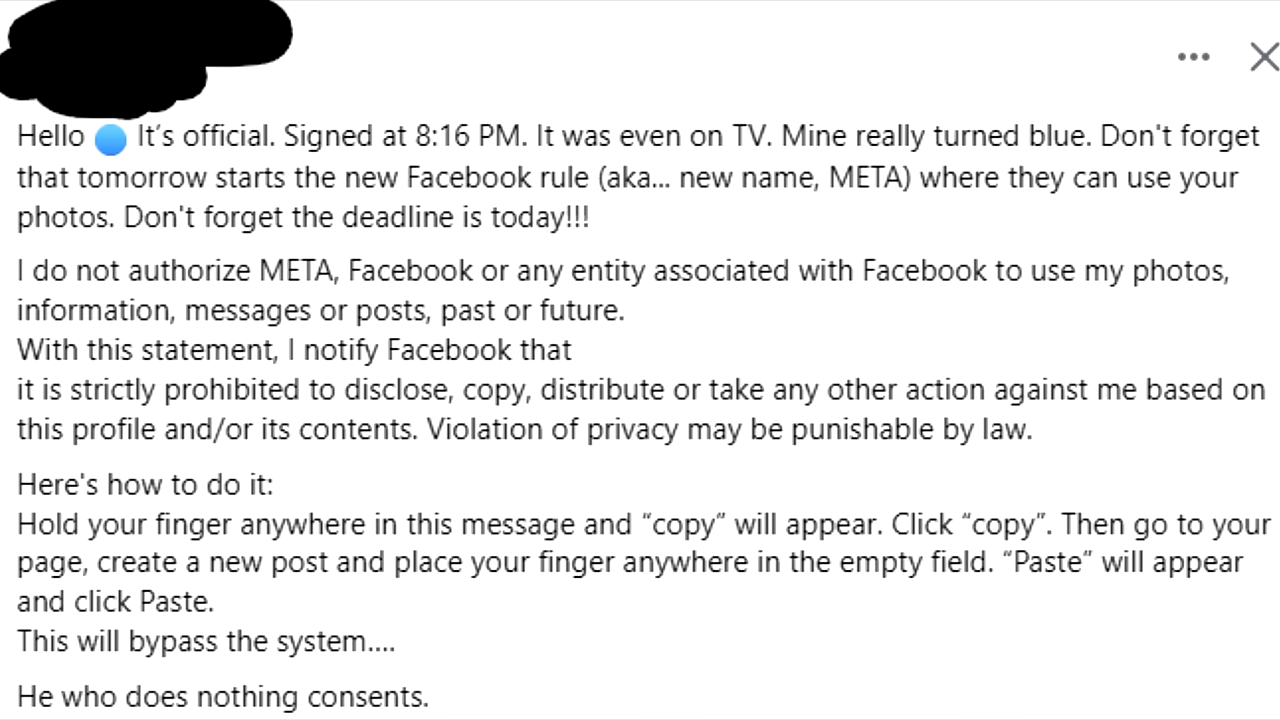 Hello 🔵 It’s official. Signed at 8:16 PM. It was even on TV. Mine really turned blue. Don't forget
that tomorrow starts the new Facebook rule (aka... new name, META) where they can use your
photos. Don't forget the deadline is today!!!
I do not authorize META, Facebook or any entity associated with Facebook to use my photos,
information, messages or posts, past or future.
With this statement, I notify Facebook that
it is strictly prohibited to disclose, copy, distribute or take any other action against me based on
this profile and/or its contents. Violation of privacy may be punishable by law.
Here's how to do it:
Hold your finger anywhere in this message and “copy” will appear. Click “copy”. Then go to your
page, create a new post and place your finger anywhere in the empty field. “Paste” will appear
and click Paste.
This will bypass the system....
He who does nothing consents.